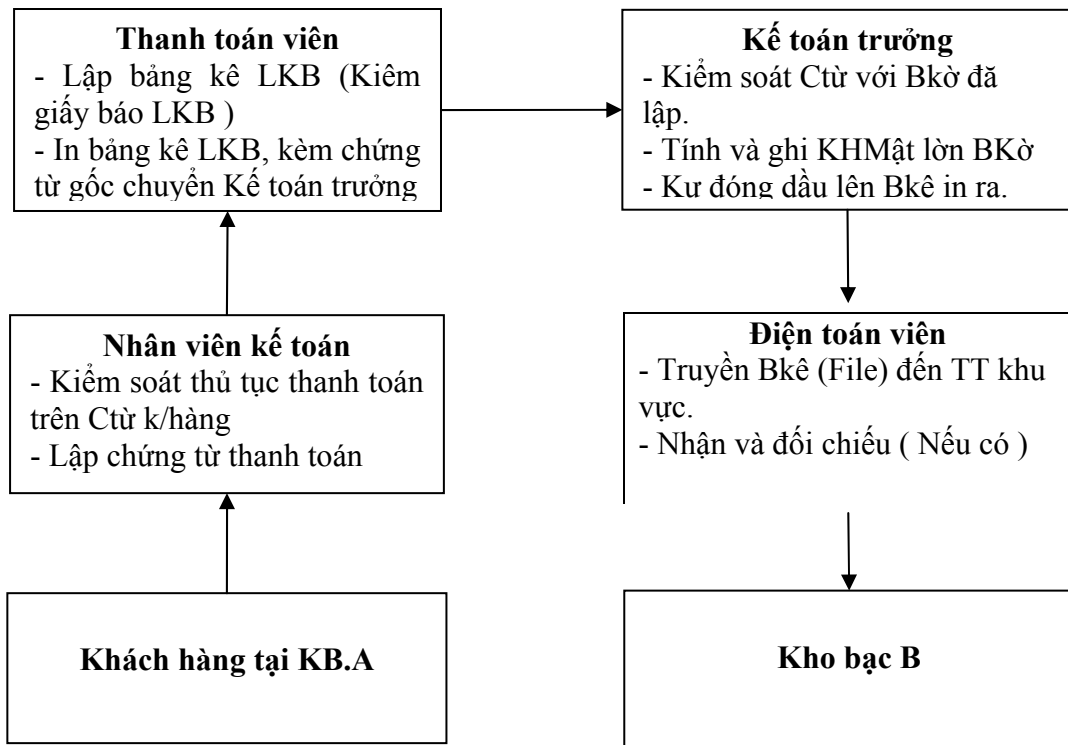 Thanh toán viên
- Lập bảng kê LKB (Kiêm
giấy báo LKB )
- In bảng kê LKB, kèm chứng
từ gốc chuyển Kế toán trưởng
Kế toán trưởng
- Kiểm soát Ctừ với Bkờ đă
lập.
- Tính và ghi KHMật lờn BKờ
- Kư đóng dầu lên Bkê in ra.
Nhân viên kế toán
- Kiểm soát thủ tục thanh toán
trên Ctừ k/hàng
- Lập chứng từ thanh toán
Điện toán viên
- Truyền Bkê (File) đến TT khu
vực.
- Nhận và đối chiếu ( Nếu có )
Khách hàng tại KB.A
Kho bạc B